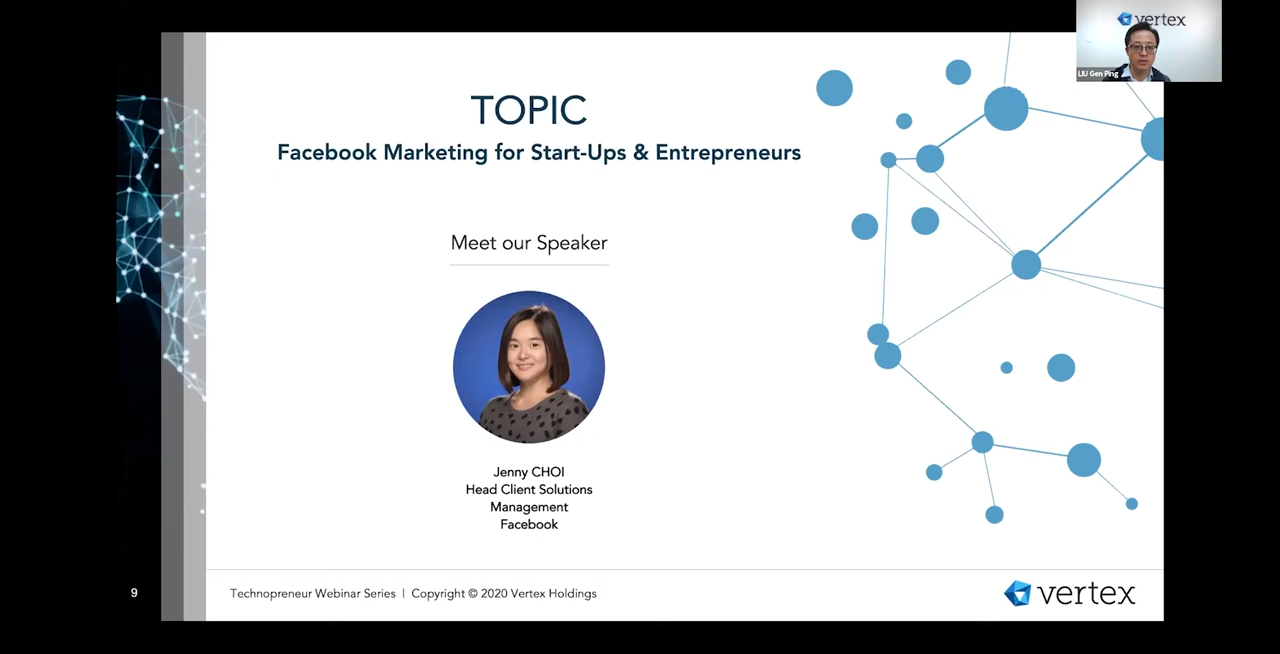 vertex
LIU Gen Ping
TOPIC
Facebook Marketing for Start-Ups & Entrepreneurs
Meet our Speaker
Jenny CHOI
Head Client Solutions
Management
Facebook
9
Technopreneur Webinar Series | Copyright © 2020 Vertex Holdings
vertex